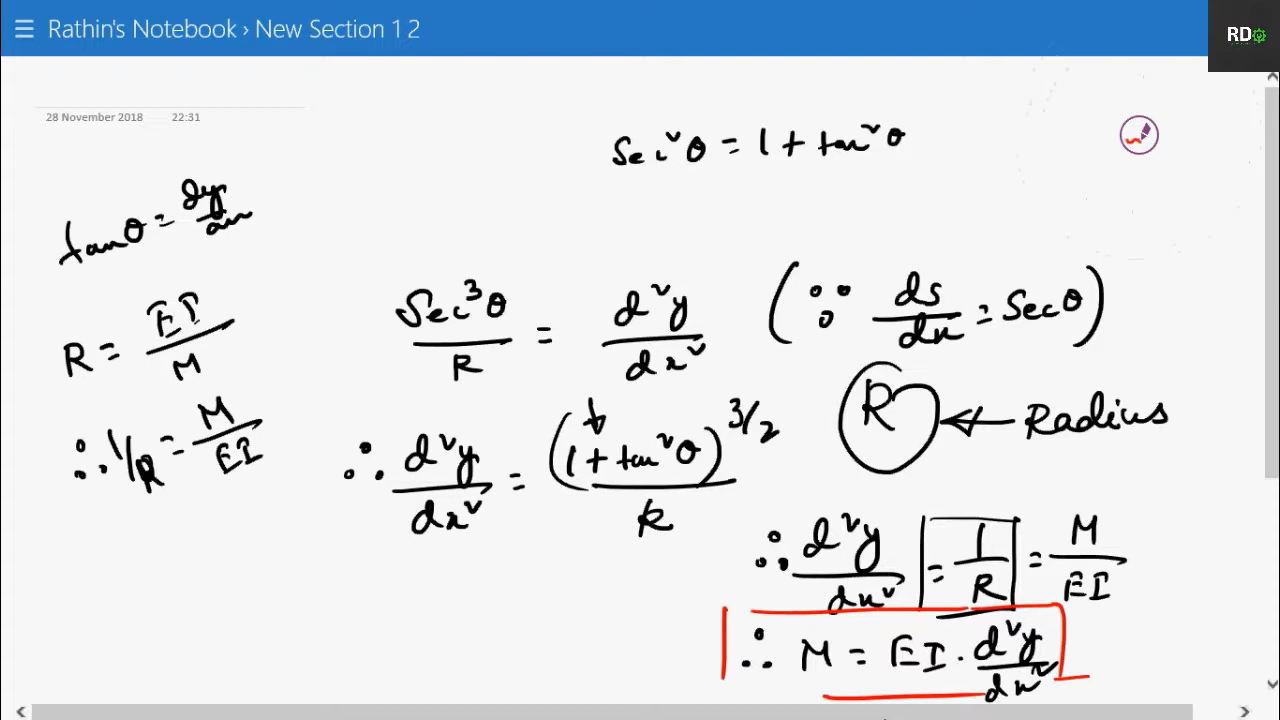 Rathin's Notebook › New Section 1 2
RD
28 November 2018 22:31
Sec²θ = 1 + tan²θ
tanθ = dy/dx
R = EI/M
∴ 1/R = M/EI
Sec³θ/R = d²y/dx² (∵ ds/dx = Secθ)
R ← Radius
∴ d²y/dx² = (1 + tan²θ)^3/2 / R
∴ d²y/dx² = 1/R = M/EI
∴ M = EI · d²y/dx²